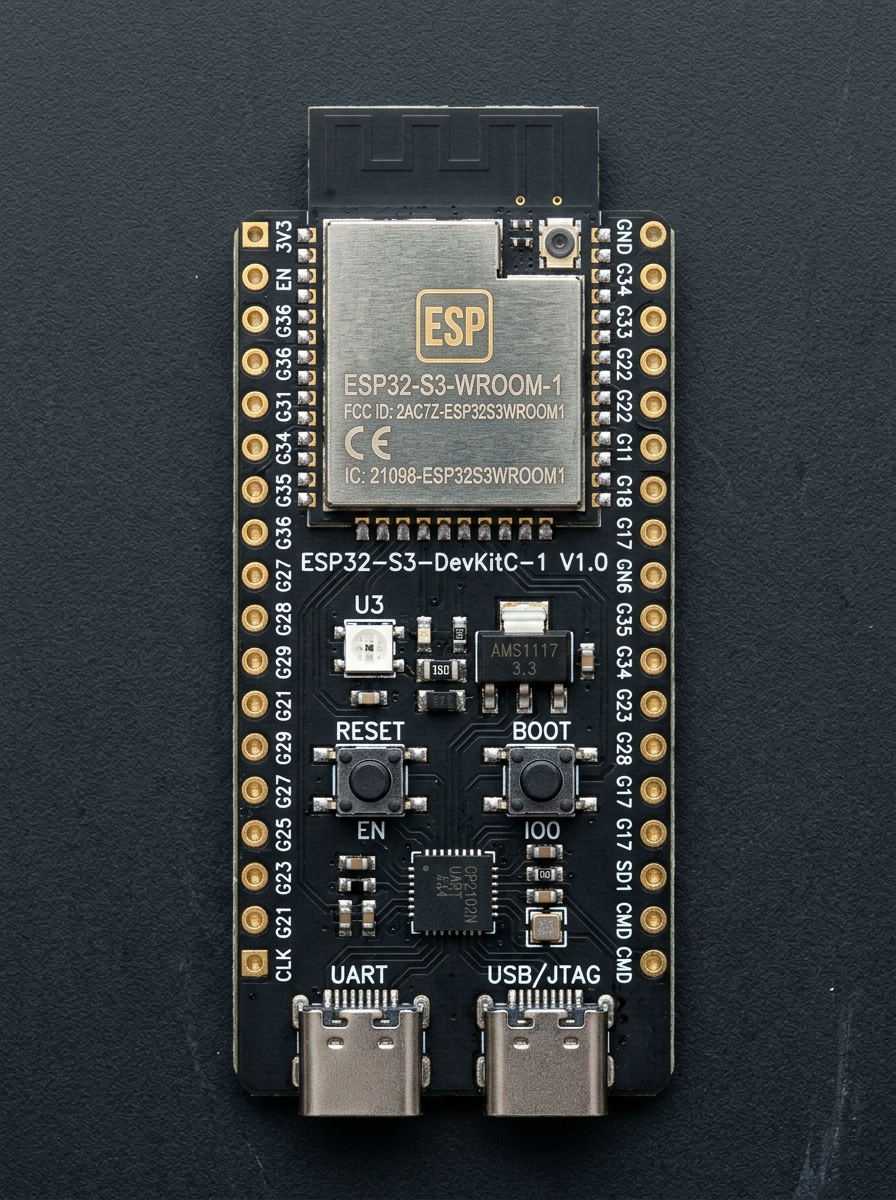 3V3
EN
G36
G36
G31
G34
G35
G36
G27
G28
G29
G21
G29
G27
G25
G23
G21
CLK
GND
G34
G33
G22
G22
G11
G18
G17
GN6
G35
G34
G23
G28
G17
G17
SD1
CMD
CMD
ESP
ESP32-S3-WROOM-1
FCC ID: 2AC7Z-ESP32S3WROOM1
CE
IC: 21098-ESP32S3WROOM1
ESP32-S3-DevKitC-1 V1.0
U3
AMS1117
3.3
RESET
BOOT
EN
IO0
CP2102N
UART
UART
USB/JTAG